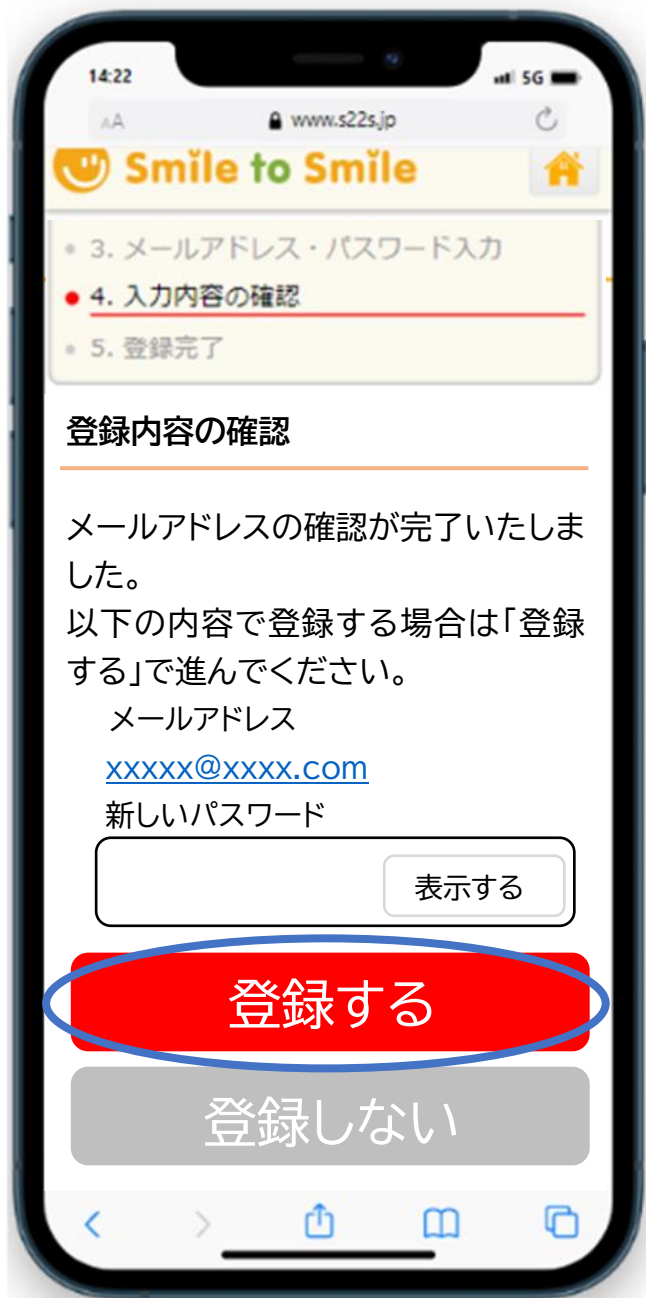 14:22
5G
AA
www.s22s.jp
Smile to Smile
3. メールアドレス・パスワード入力
4. 入力内容の確認
5. 登録完了
登録内容の確認
メールアドレスの確認が完了いたしま
した。
以下の内容で登録する場合は「登録
する」で進んでください。
メールアドレス
xxxxx@xxxx.com
新しいパスワード
表示する
登録する
登録しない